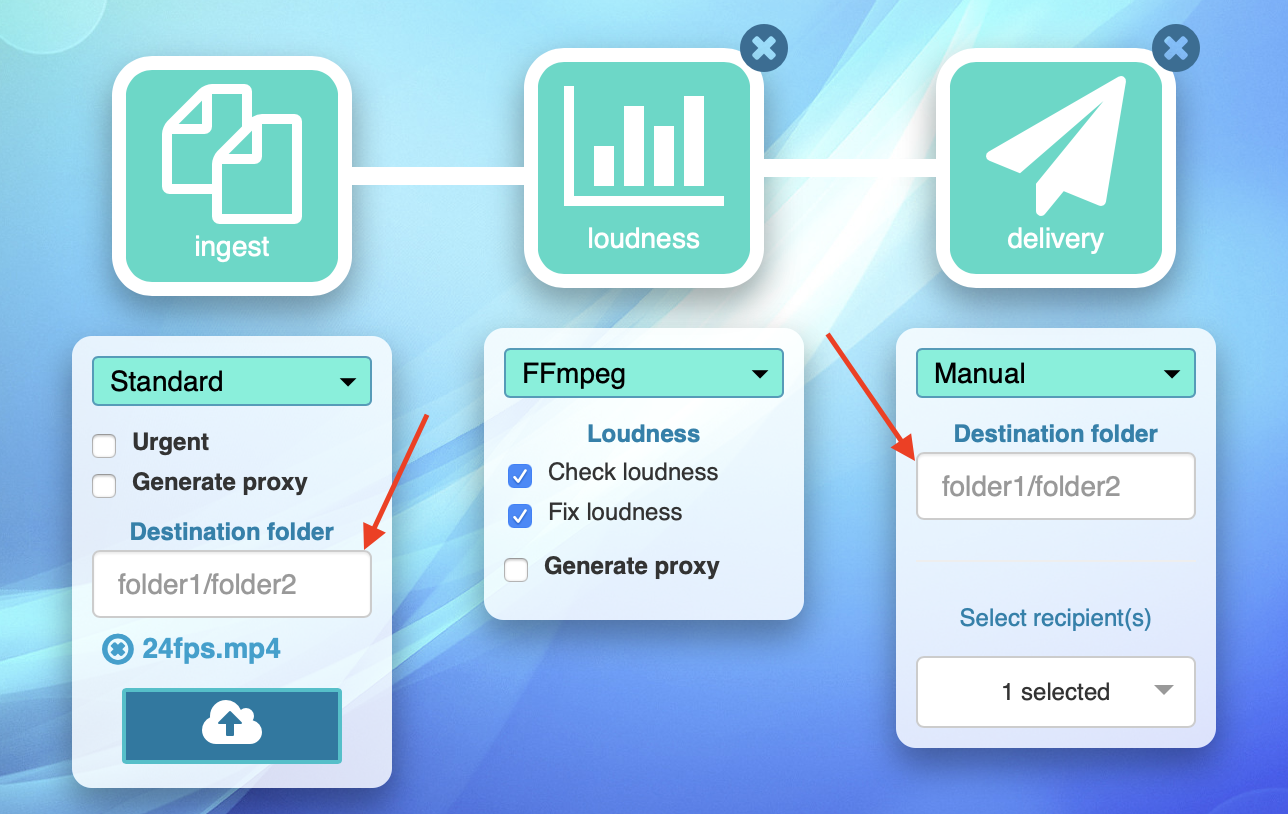 ingest
loudness
delivery
Standard
Urgent
Generate proxy
Destination folder
folder1/folder2
24fps.mp4
FFmpeg
Loudness
Check loudness
Fix loudness
Generate proxy
Manual
Destination folder
folder1/folder2
Select recipient(s)
1 selected